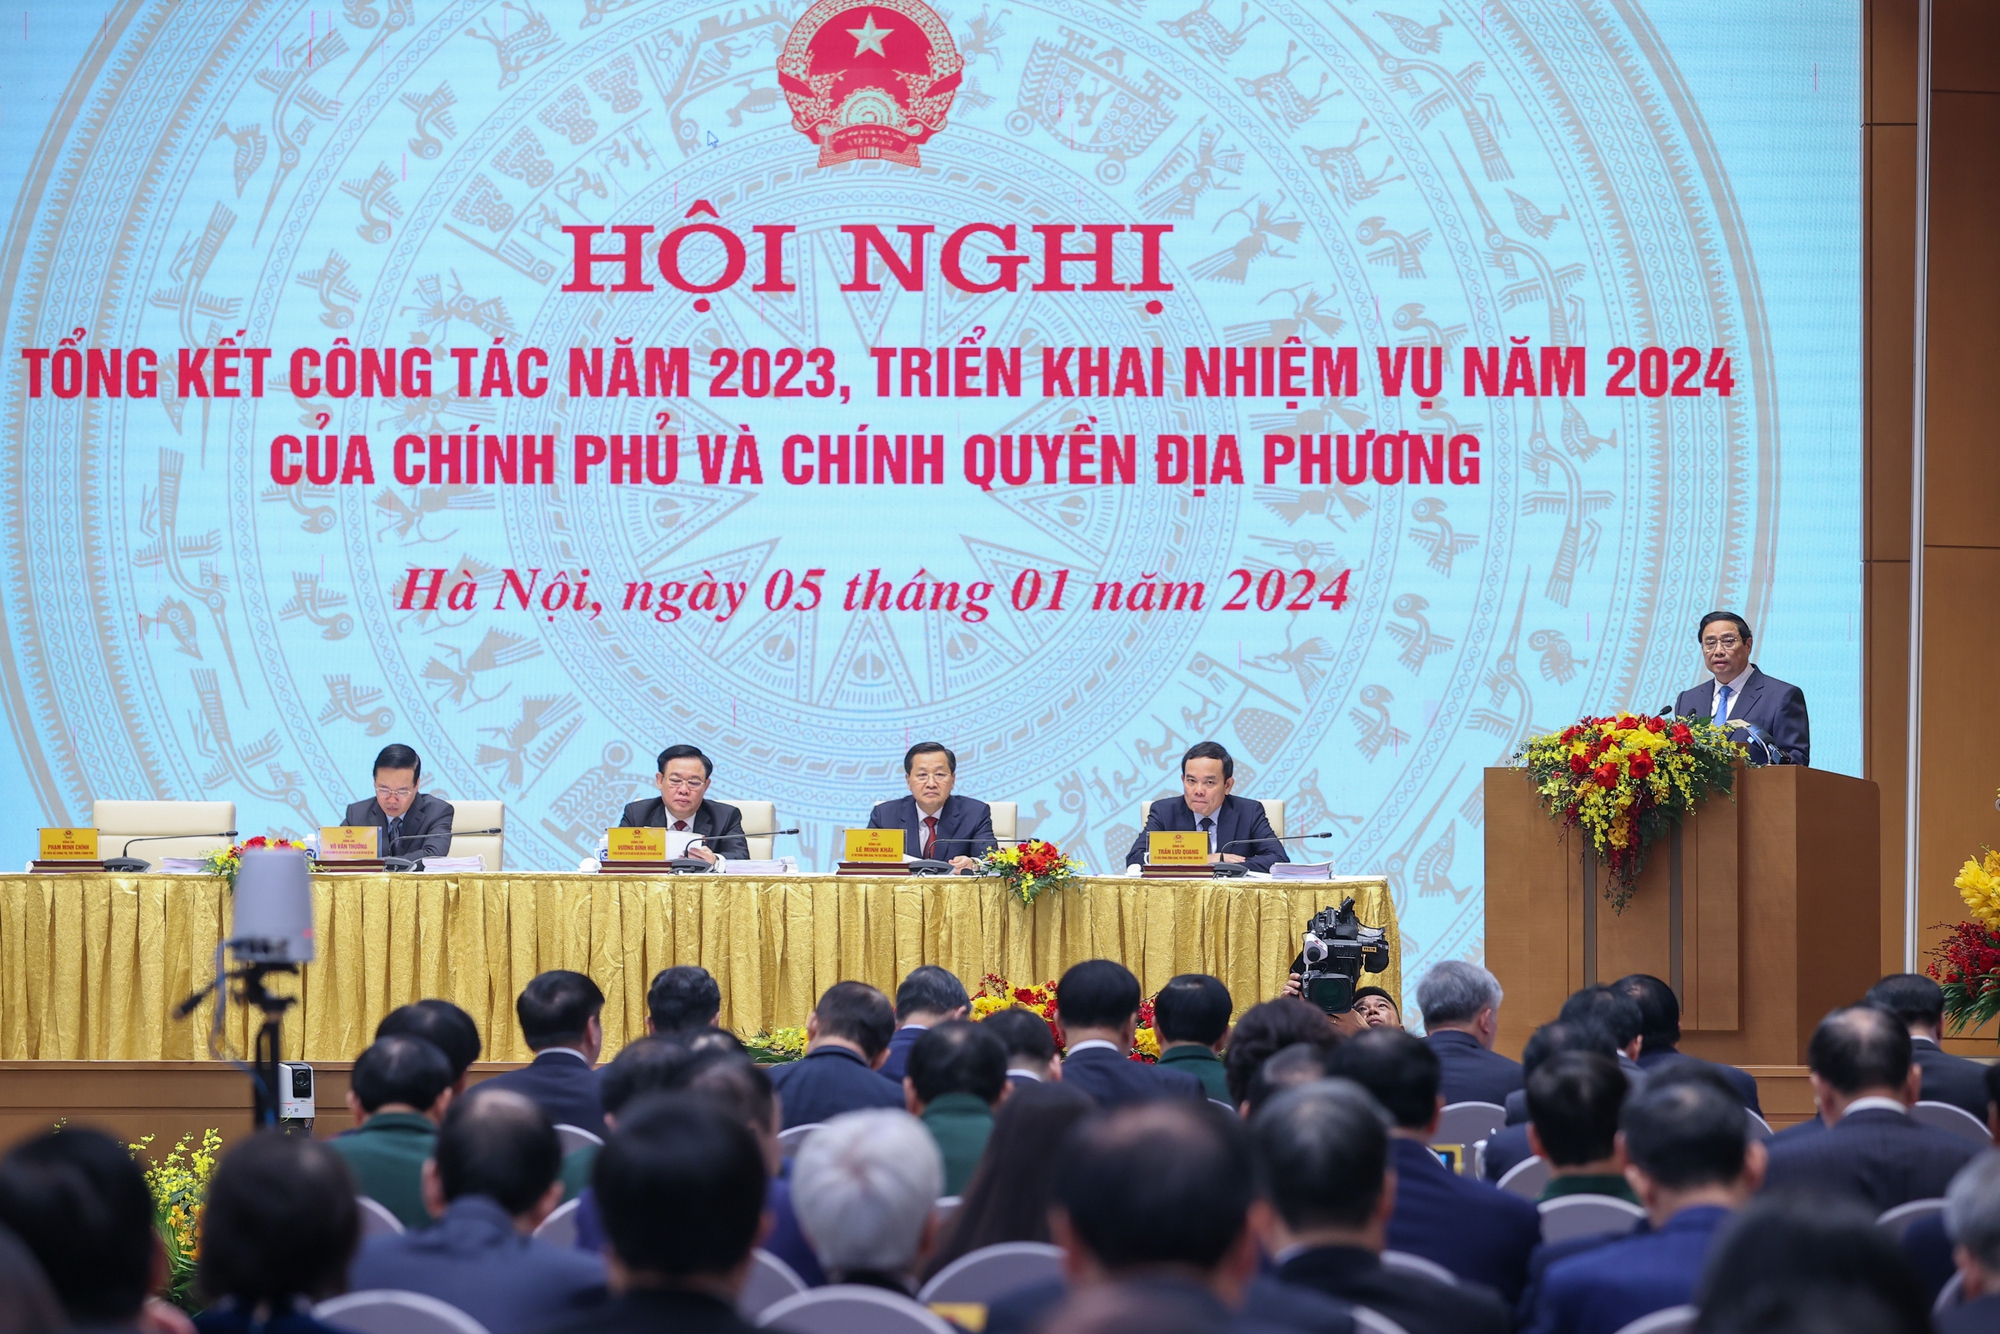 HỘI NGHỊ
TỔNG KẾT CÔNG TÁC NĂM 2023, TRIỂN KHAI NHIỆM VỤ NĂM 2024
CỦA CHÍNH PHỦ VÀ CHÍNH QUYỀN ĐỊA PHƯƠNG
Hà Nội, ngày 05 tháng 01 năm 2024
PHẠM MINH CHÍNH
VÕ VĂN THƯỞNG
VƯƠNG ĐÌNH HUỆ
LÊ MINH KHÁI
TRẦN LƯU QUANG